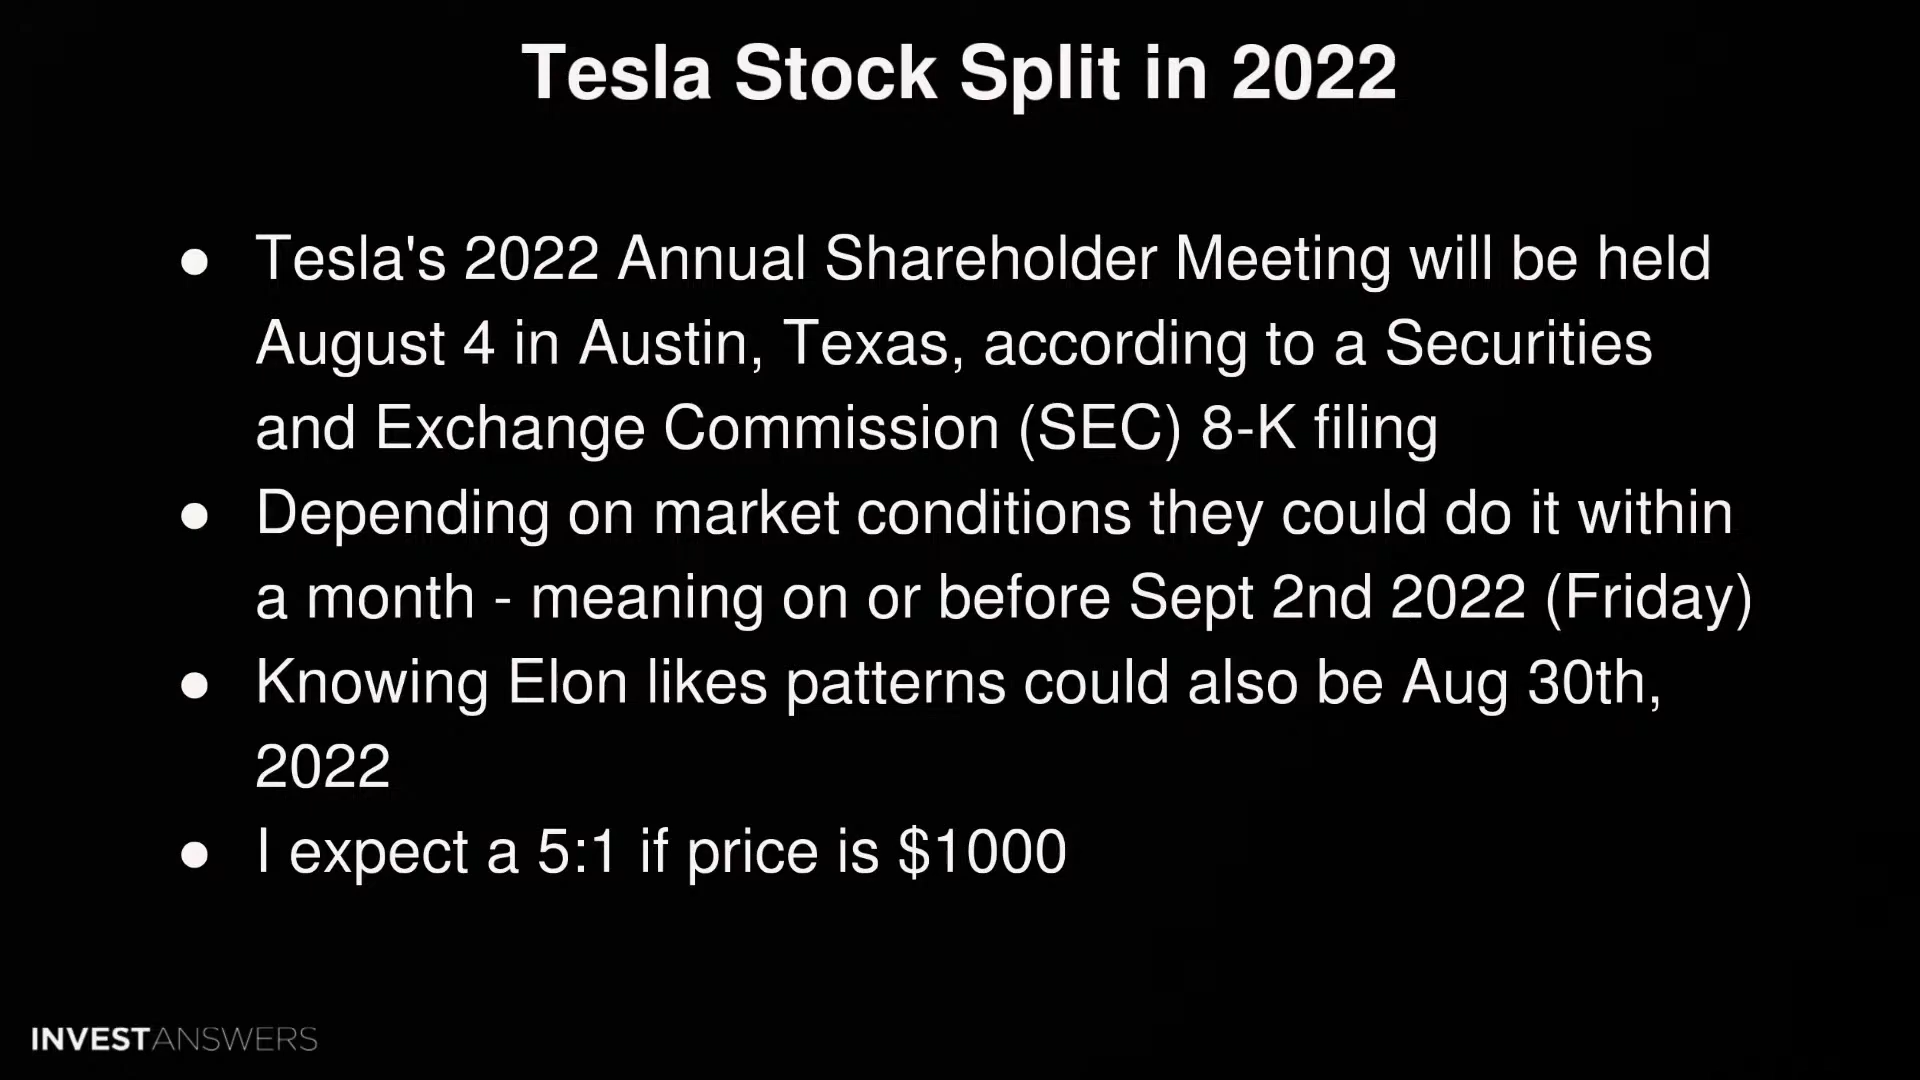 Tesla Stock Split in 2022
● Tesla's 2022 Annual Shareholder Meeting will be held
August 4 in Austin, Texas, according to a Securities
and Exchange Commission (SEC) 8-K filing
● Depending on market conditions they could do it within
a month - meaning on or before Sept 2nd 2022 (Friday)
● Knowing Elon likes patterns could also be Aug 30th,
2022
● I expect a 5:1 if price is $1000
INVESTANSWERS